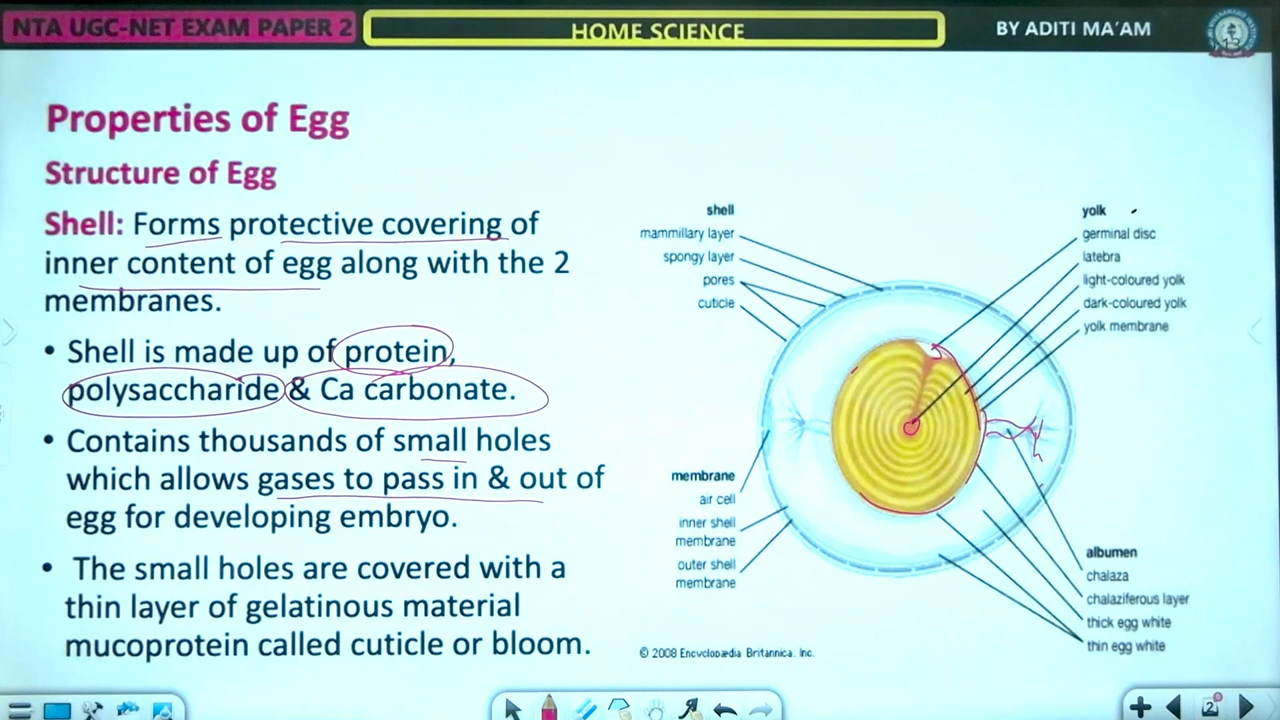 NTA UGC-NET EXAM PAPER 2
HOME SCIENCE
BY ADITI MA'AM
Properties of Egg
Structure of Egg
Shell: Forms protective covering of
inner content of egg along with the 2
membranes.
• Shell is made up of protein,
polysaccharide & Ca carbonate.
• Contains thousands of small holes
which allows gases to pass in & out of
egg for developing embryo.
• The small holes are covered with a
thin layer of gelatinous material
mucoprotein called cuticle or bloom.
shell
mammillary layer
spongy layer
pores
cuticle
yolk
germinal disc
latebra
light-coloured yolk
dark-coloured yolk
yolk membrane
membrane
air cell
inner shell
membrane
outer shell
membrane
albumen
chalaza
chalaziferous layer
thick egg white
thin egg white
© 2008 Encyclopædia Britannica, Inc.
2